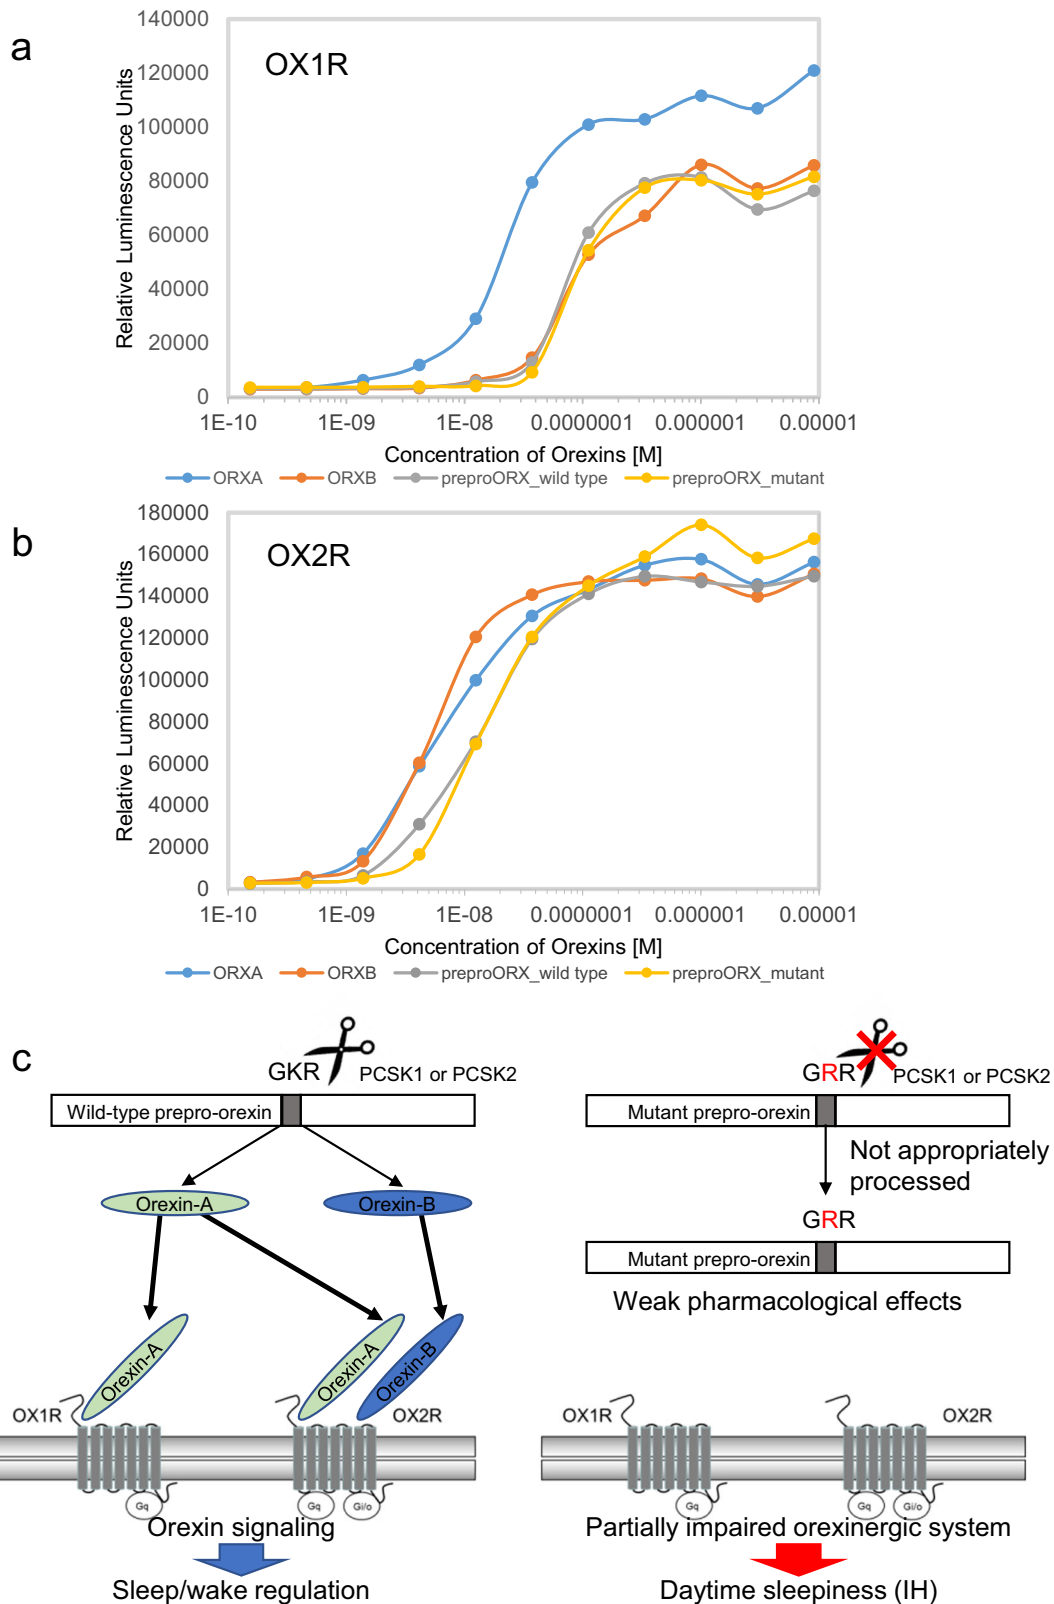 a
OX1R
Relative Luminescence Units
140000
120000
100000
80000
60000
40000
20000
0
1E-10 1E-09 1E-08 0.0000001 0.000001 0.00001
Concentration of Orexins [M]
ORXA ORXB preproORX_wild type preproORX_mutant
b
OX2R
Relative Luminescence Units
180000
160000
140000
120000
100000
80000
60000
40000
20000
0
1E-10 1E-09 1E-08 0.0000001 0.000001 0.00001
Concentration of Orexins [M]
ORXA ORXB preproORX_wild type preproORX_mutant
c
GKR PCSK1 or PCSK2
Wild-type prepro-orexin
Orexin-A Orexin-B
Orexin-A Orexin-A Orexin-B
OX1R OX2R
Gq Gq Gi/o
Orexin signaling
Sleep/wake regulation
GRR PCSK1 or PCSK2
Mutant prepro-orexin
Not appropriately
processed
GRR
Mutant prepro-orexin
Weak pharmacological effects
OX1R OX2R
Gq Gq Gi/o
Partially impaired orexinergic system
Daytime sleepiness (IH)